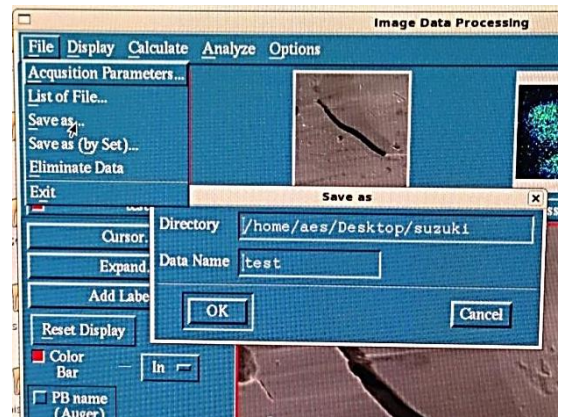 Image Data Processing
File Display Calculate Analyze Options
Acqusition Parameters...
List of File...
Save as...
Save as (by Set)...
Eliminate Data
Exit
Save as
Directory /home/aes/Desktop/suzuki
Data Name test
OK Cancel
Cursor.
Expand.
Add Labe
Reset Display
Color
Bar
In
PB name
(Auger)